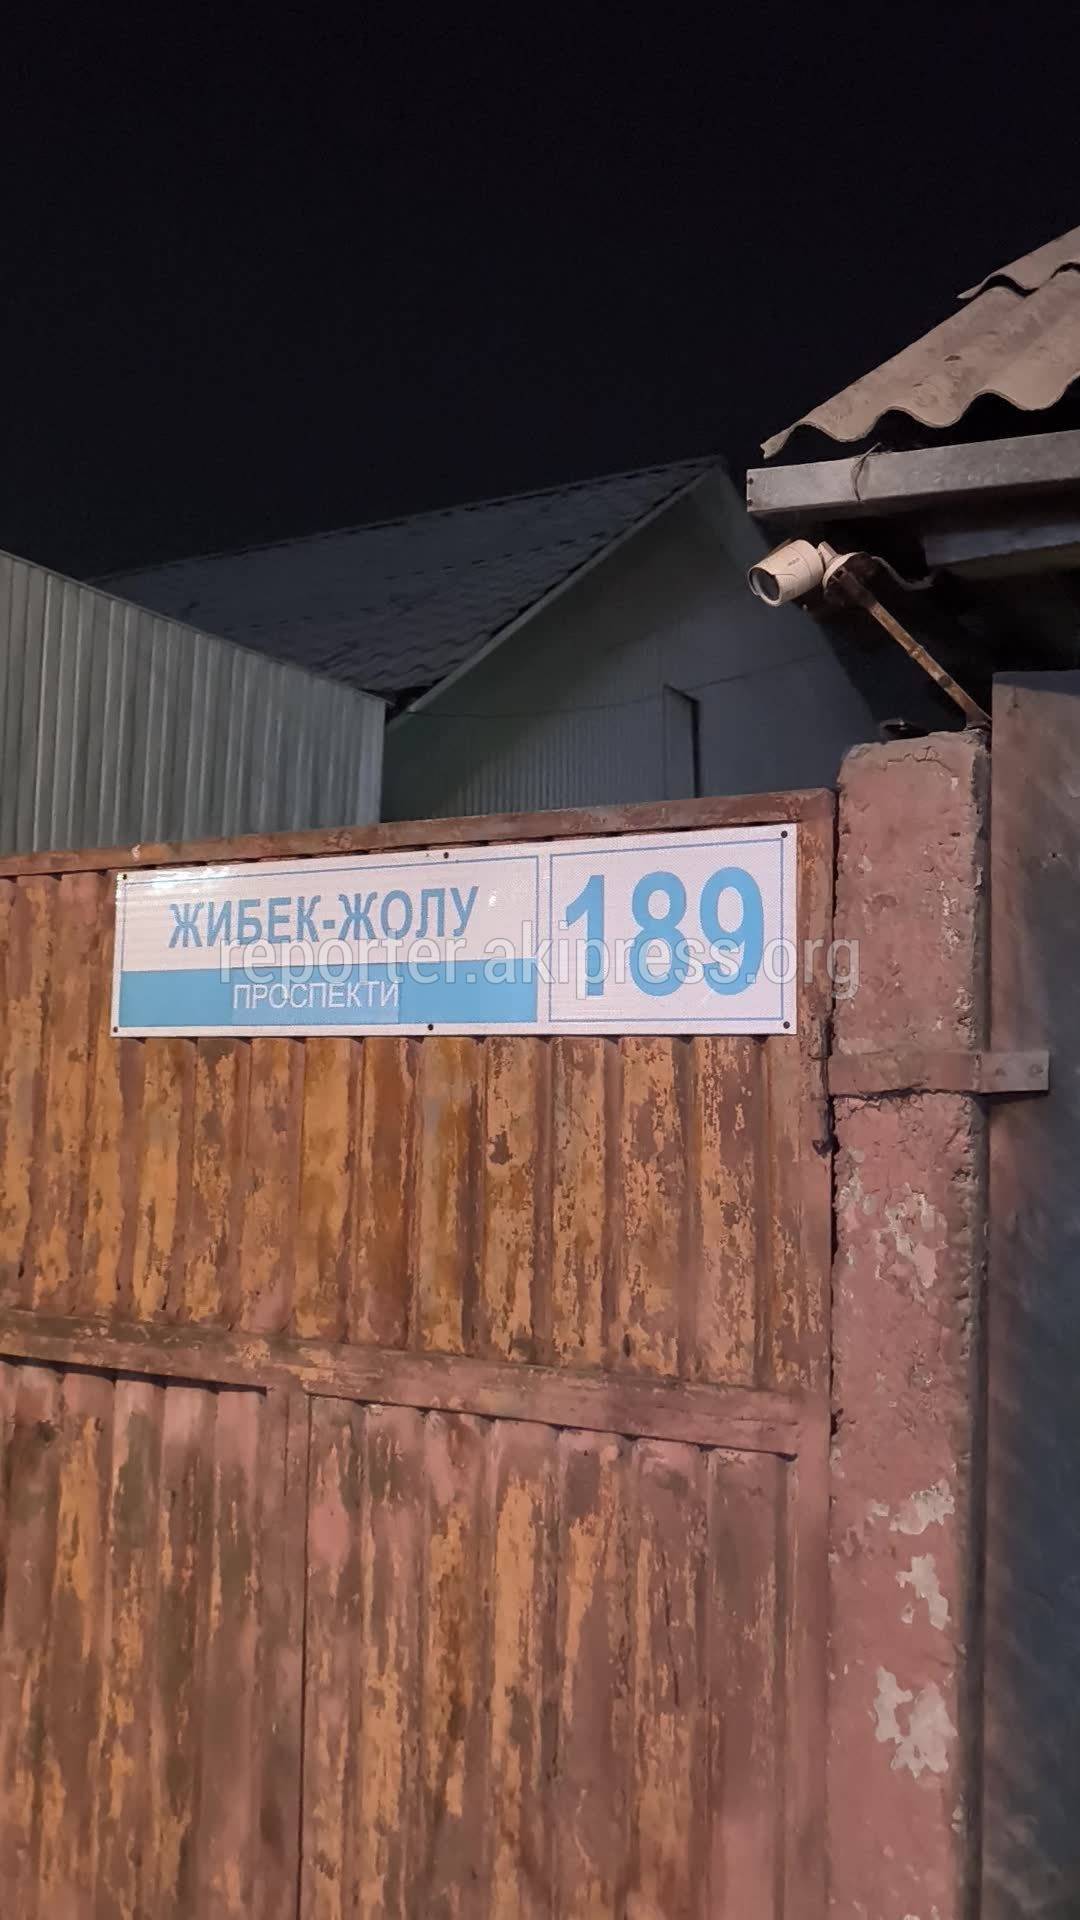 ЖИБЕК-ЖОЛУ
ПРОСПЕКТИ
189
reporter.akipress.org